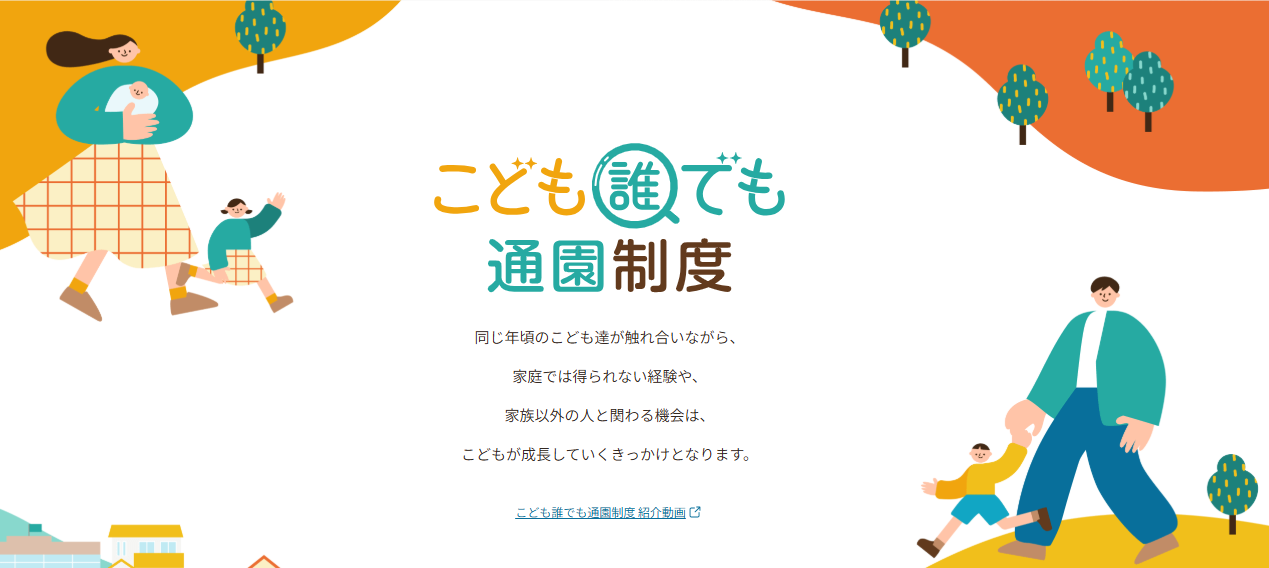 こども誰でも
通園制度
同じ年頃のこども達が触れ合いながら、
家庭では得られない経験や、
家族以外の人と関わる機会は、
こどもが成長していくきっかけとなります。
こども誰でも通園制度 紹介動画